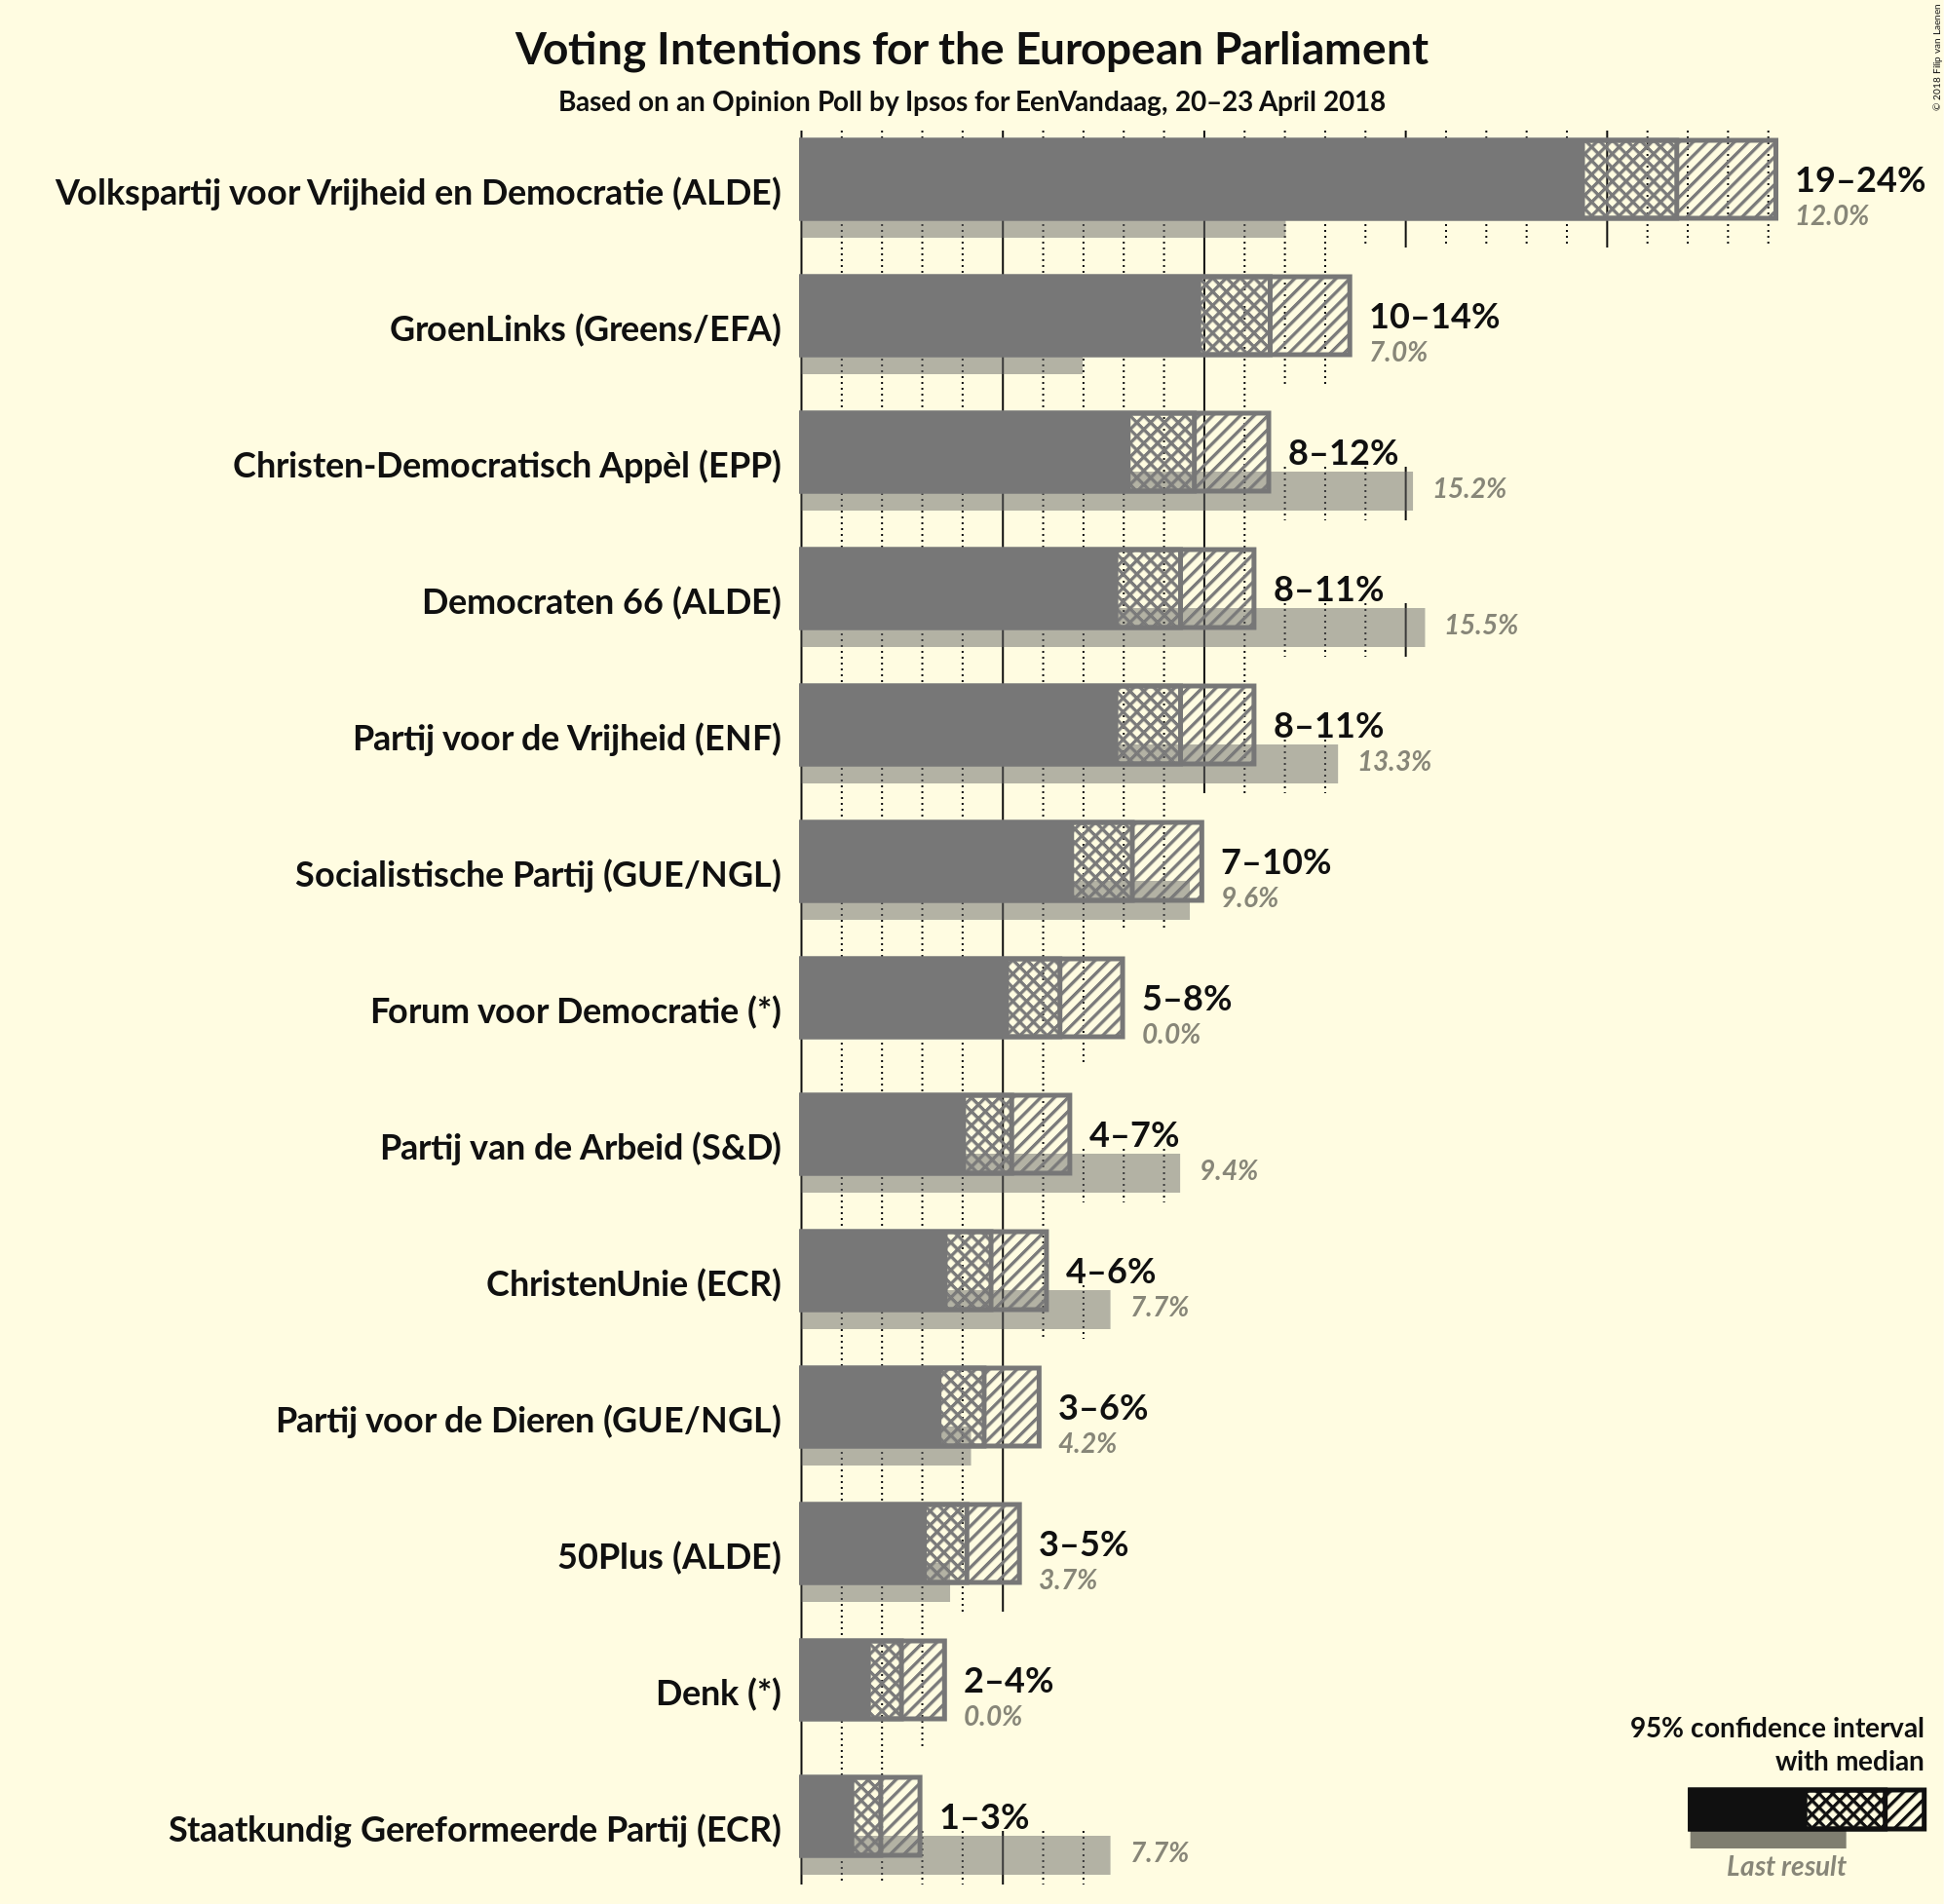 Voting Intentions for the European Parliament
Based on an Opinion Poll by Ipsos for EenVandaag, 20–23 April 2018
© 2018 Filip van Laenen
Volkspartij voor Vrijheid en Democratie (ALDE)
19–24%
12.0%
GroenLinks (Greens/EFA)
10–14%
7.0%
Christen-Democratisch Appèl (EPP)
8–12%
15.2%
Democraten 66 (ALDE)
8–11%
15.5%
Partij voor de Vrijheid (ENF)
8–11%
13.3%
Socialistische Partij (GUE/NGL)
7–10%
9.6%
Forum voor Democratie (*)
5–8%
0.0%
Partij van de Arbeid (S&D)
4–7%
9.4%
ChristenUnie (ECR)
4–6%
7.7%
Partij voor de Dieren (GUE/NGL)
3–6%
4.2%
50Plus (ALDE)
3–5%
3.7%
Denk (*)
2–4%
0.0%
Staatkundig Gereformeerde Partij (ECR)
1–3%
7.7%
95% confidence interval
with median
Last result